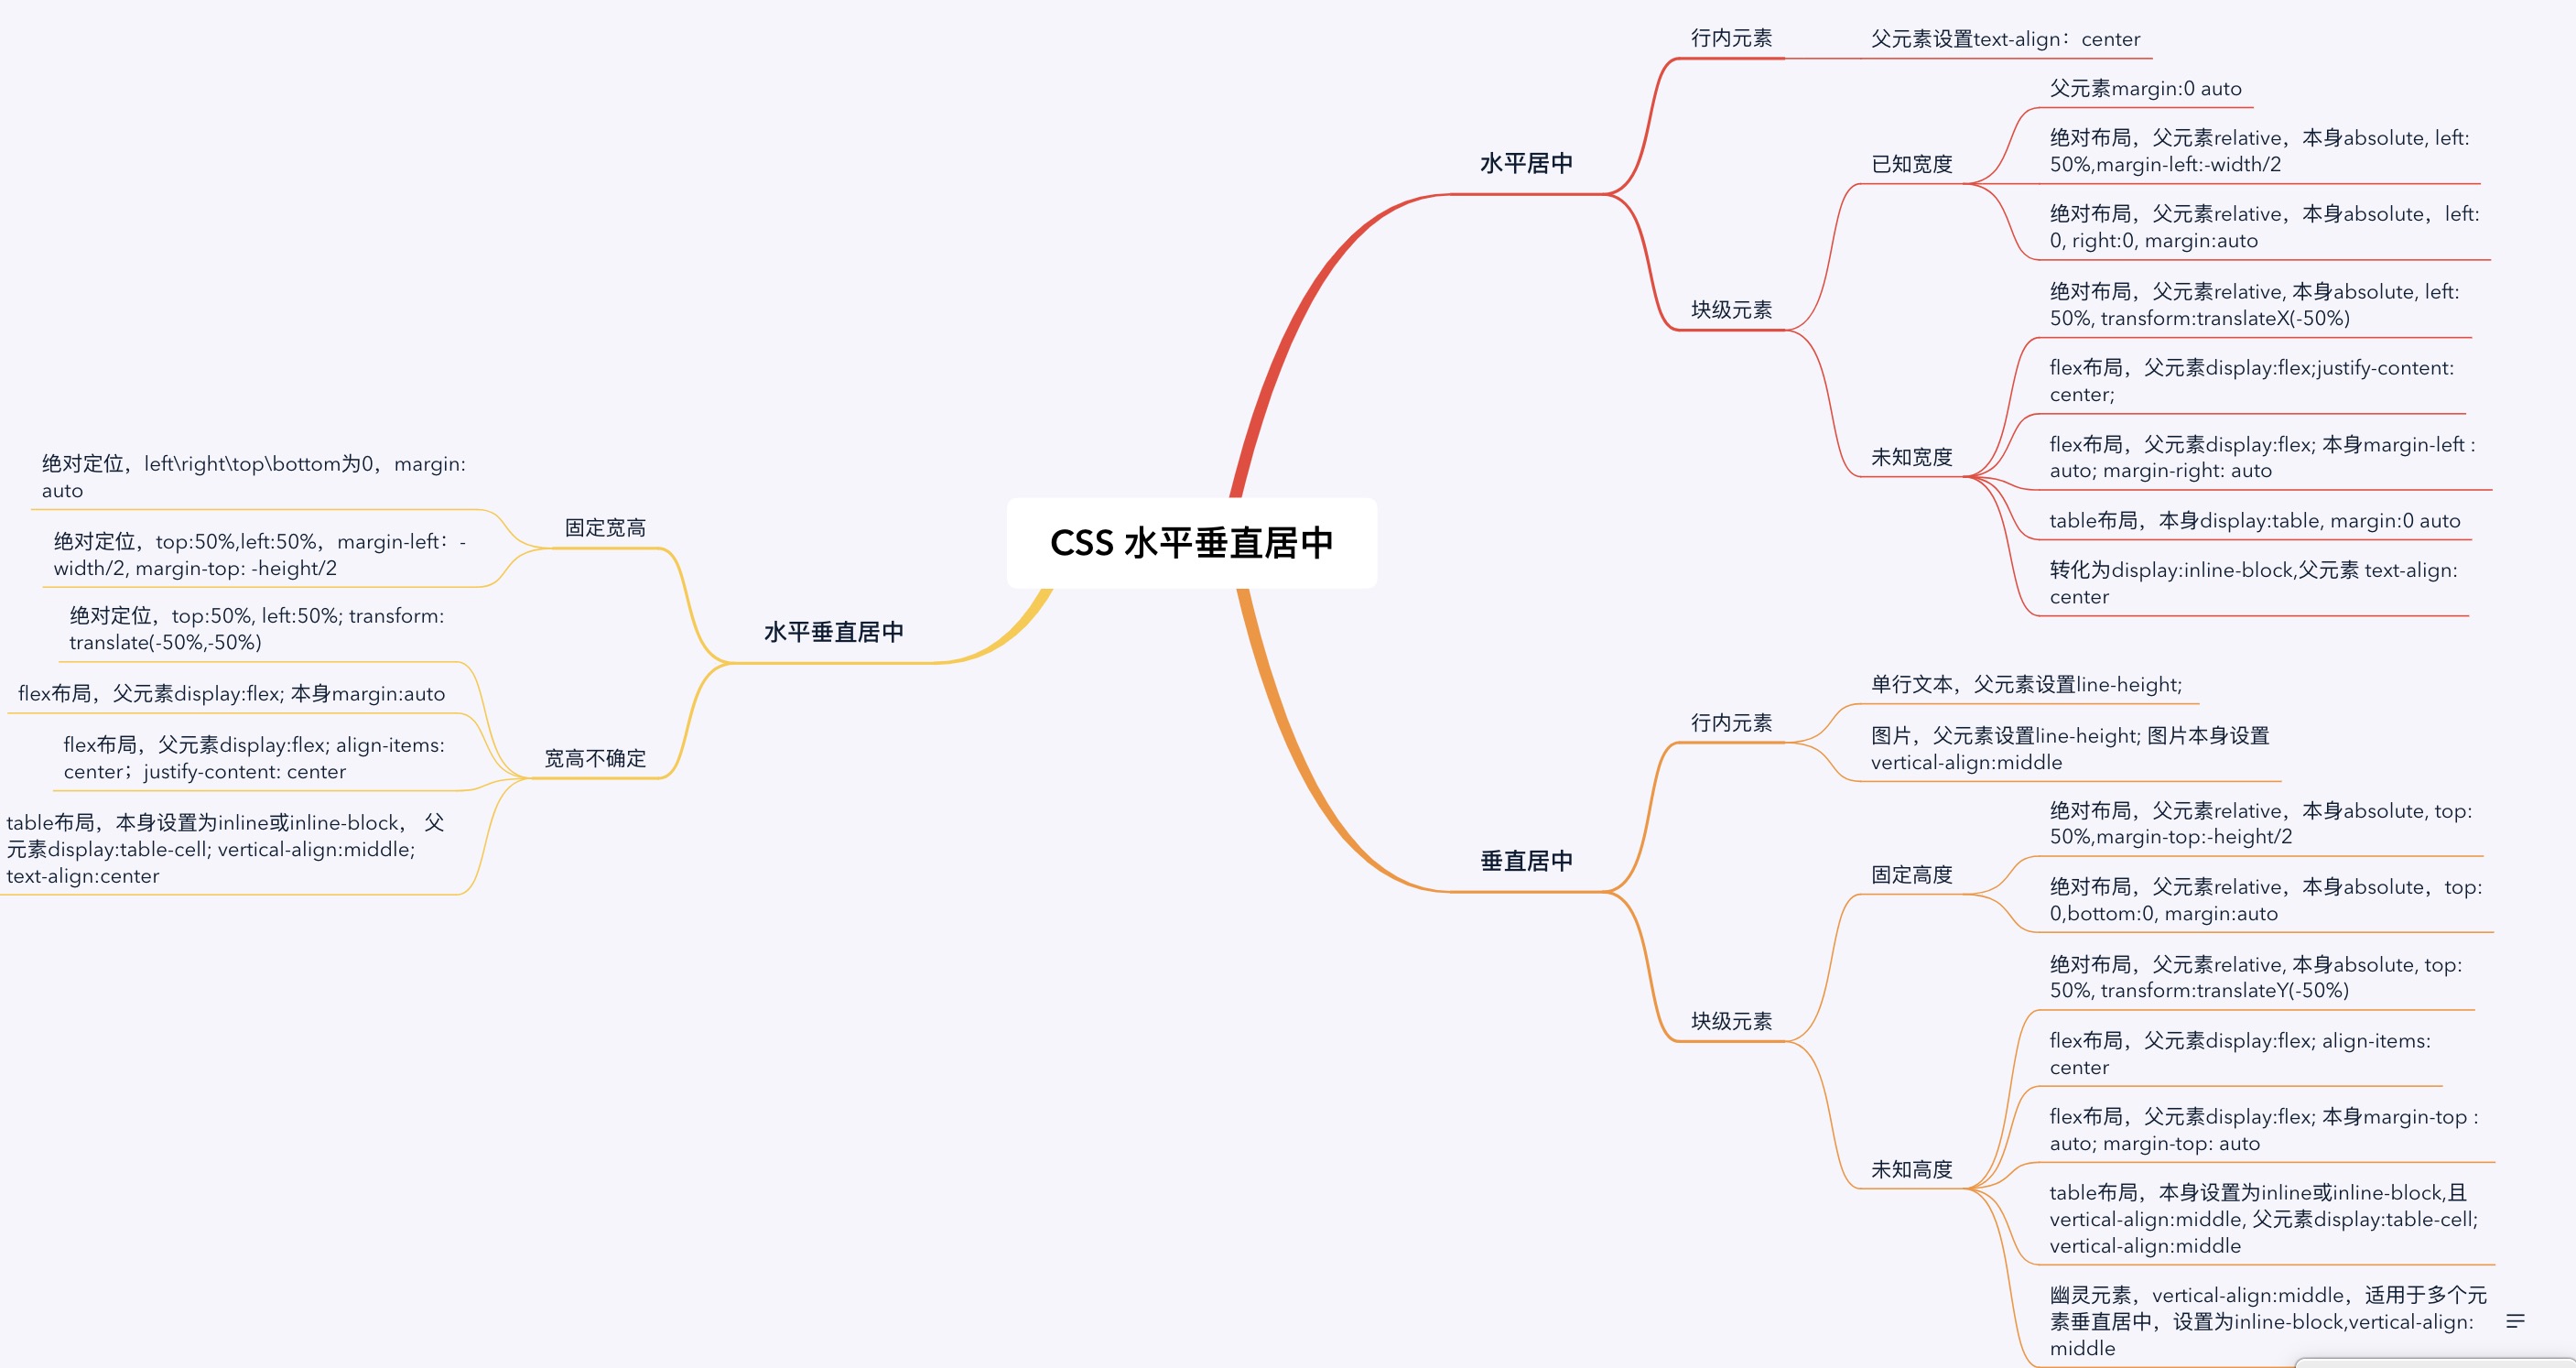 CSS 水平垂直居中
水平居中
行内元素
父元素设置text-align：center
块级元素
已知宽度
父元素margin:0 auto
绝对布局，父元素relative，本身absolute, left:
50%,margin-left:-width/2
绝对布局，父元素relative，本身absolute，left:
0, right:0, margin:auto
未知宽度
绝对布局，父元素relative, 本身absolute, left:
50%, transform:translateX(-50%)
flex布局，父元素display:flex;justify-content:
center;
flex布局，父元素display:flex; 本身margin-left :
auto; margin-right: auto
table布局，本身display:table, margin:0 auto
转化为display:inline-block,父元素 text-align:
center
垂直居中
行内元素
单行文本，父元素设置line-height;
图片，父元素设置line-height; 图片本身设置
vertical-align:middle
块级元素
固定高度
绝对布局，父元素relative，本身absolute, top:
50%,margin-top:-height/2
绝对布局，父元素relative，本身absolute，top:
0,bottom:0, margin:auto
未知高度
绝对布局，父元素relative, 本身absolute, top:
50%, transform:translateY(-50%)
flex布局，父元素display:flex; align-items:
center
flex布局，父元素display:flex; 本身margin-top :
auto; margin-top: auto
table布局，本身设置为inline或inline-block,且
vertical-align:middle, 父元素display:table-cell;
vertical-align:middle
幽灵元素，vertical-align:middle，适用于多个元
素垂直居中，设置为inline-block,vertical-align:
middle
水平垂直居中
固定宽高
绝对定位，left\right\top\bottom为0，margin:
auto
绝对定位，top:50%,left:50%，margin-left：-
width/2, margin-top: -height/2
宽高不确定
绝对定位，top:50%, left:50%; transform:
translate(-50%,-50%)
flex布局，父元素display:flex; 本身margin:auto
flex布局，父元素display:flex; align-items:
center；justify-content: center
table布局，本身设置为inline或inline-block， 父
元素display:table-cell; vertical-align:middle;
text-align:center